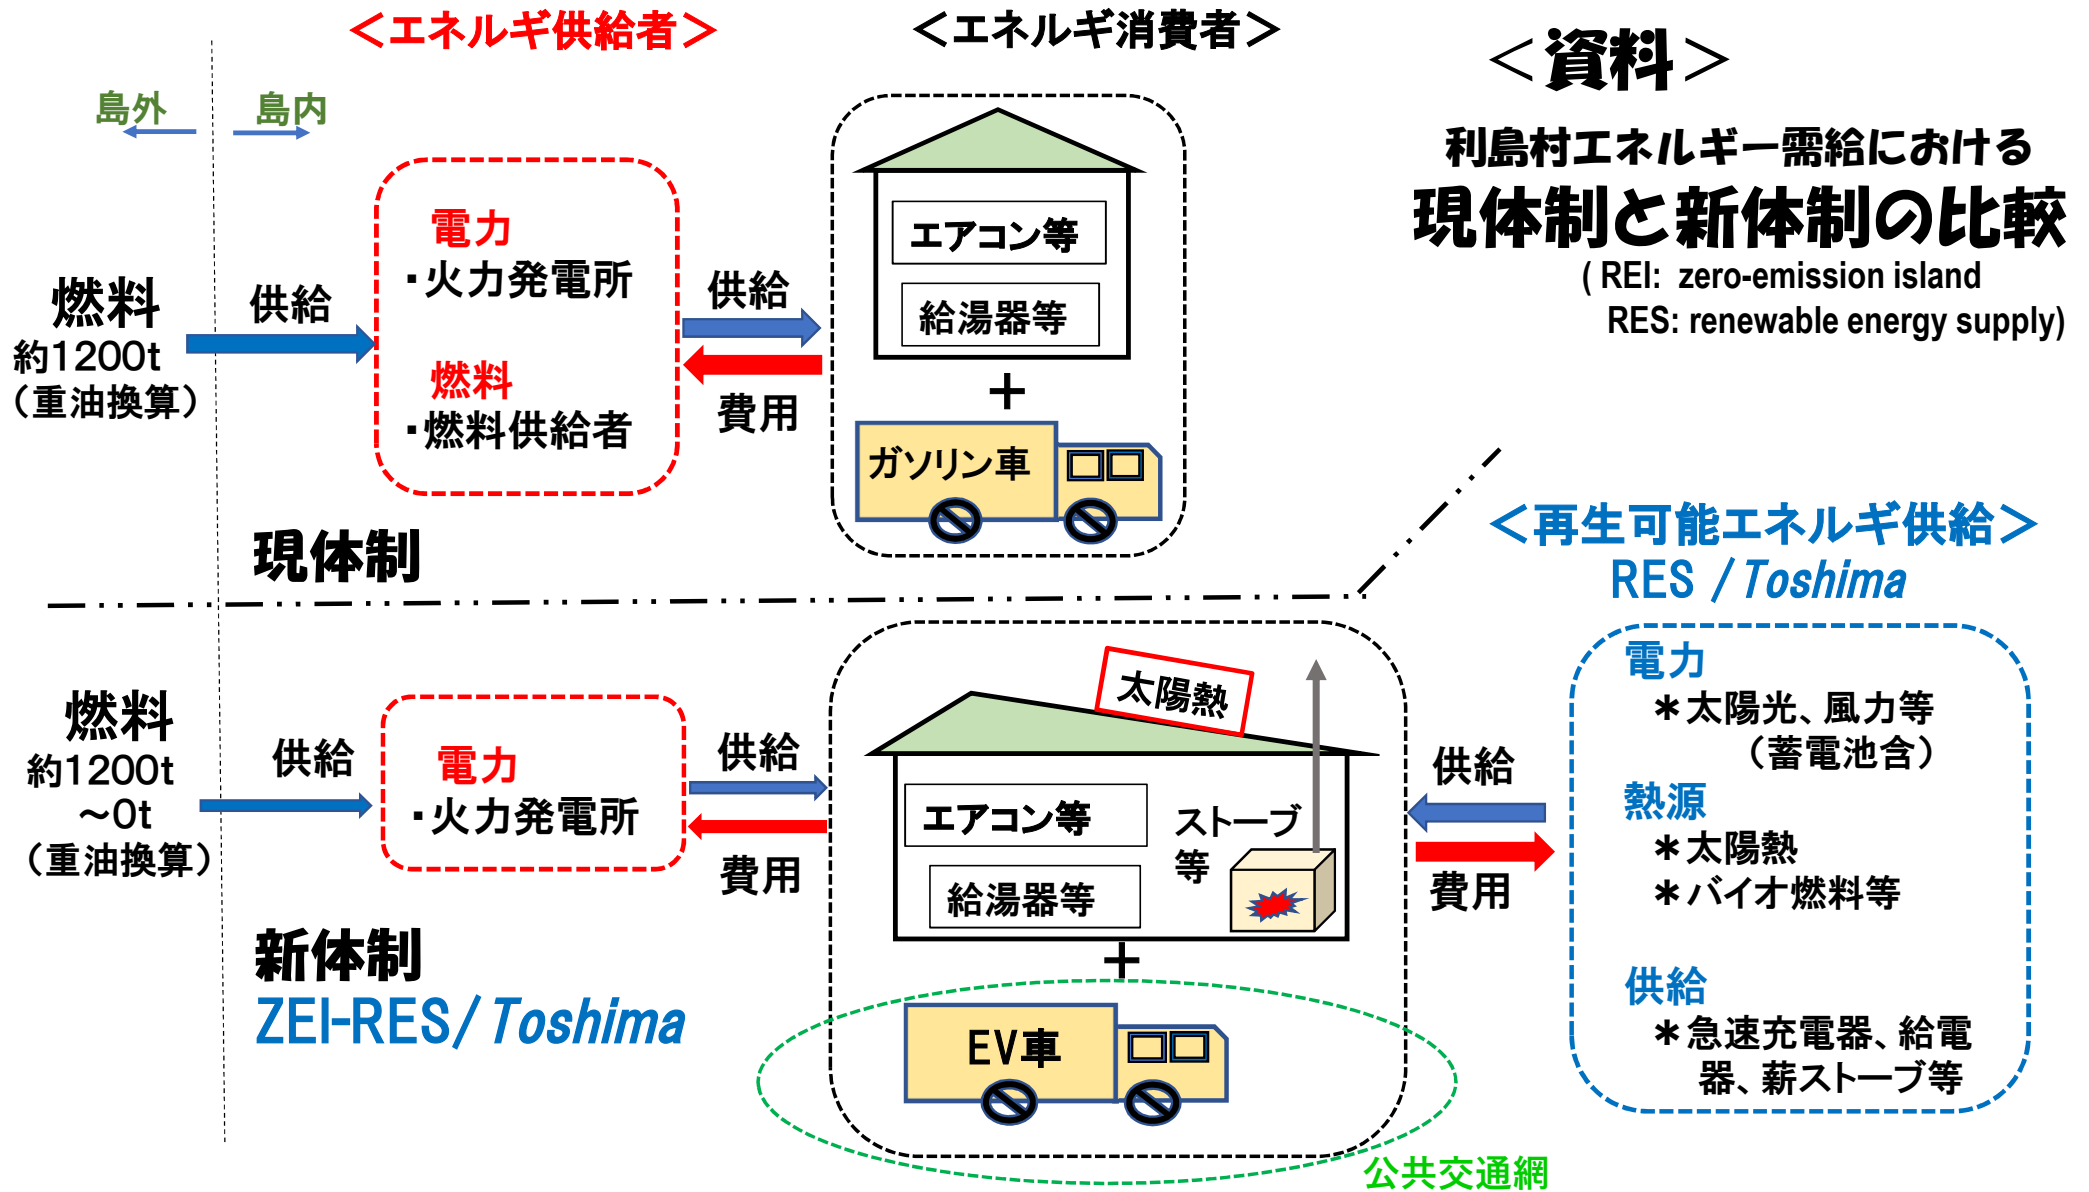 ＜エネルギ供給者＞
＜エネルギ消費者＞
＜資料＞
利島村エネルギー需給における
現体制と新体制の比較
( REI:  zero-emission island
RES: renewable energy supply)
島外
島内
燃料
約1200t
（重油換算）
供給
電力
・火力発電所
燃料
・燃料供給者
供給
費用
エアコン等
給湯器等
＋
ガソリン車
現体制
＜再生可能エネルギ供給＞
RES /Toshima
燃料
約1200t
～0t
（重油換算）
供給
電力
・火力発電所
供給
費用
太陽熱
エアコン等
給湯器等
ストーブ
等
＋
EV車
公共交通網
供給
費用
電力
＊太陽光、風力等
（蓄電池含）
熱源
＊太陽熱
＊バイオ燃料等
供給
＊急速充電器、給電
器、薪ストーブ等
新体制
ZEI-RES/Toshima